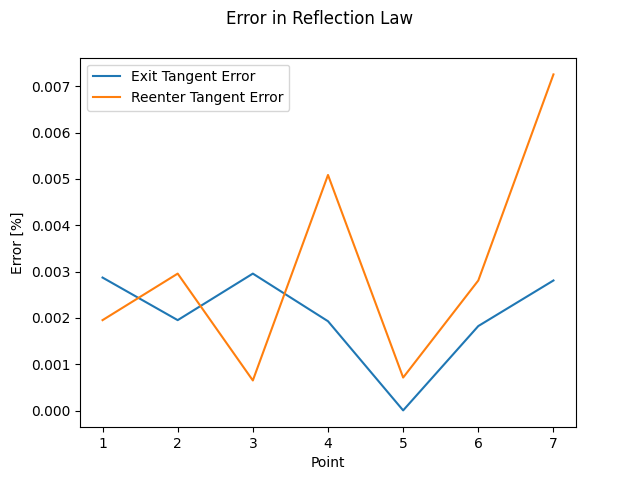 Error in Reflection Law
Exit Tangent Error
Reenter Tangent Error
Error [%]
0.007
0.006
0.005
0.004
0.003
0.002
0.001
0.000
1 2 3 4 5 6 7
Point